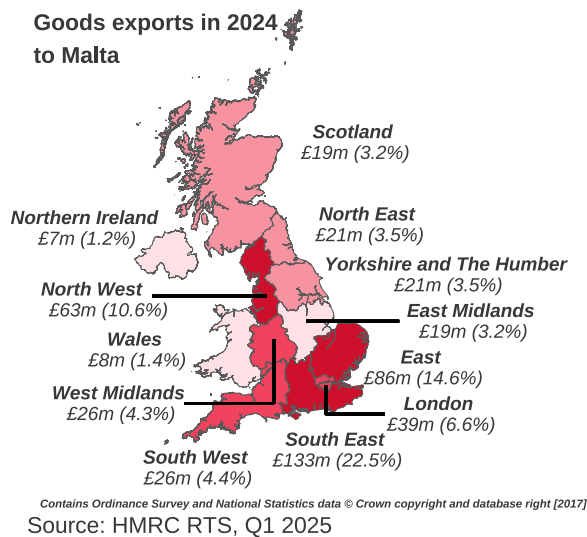 Goods exports in 2024
to Malta
Scotland
£19m (3.2%)
Northern Ireland
£7m (1.2%)
North East
£21m (3.5%)
Yorkshire and The Humber
£21m (3.5%)
North West
£63m (10.6%)
East Midlands
£19m (3.2%)
Wales
£8m (1.4%)
East
£86m (14.6%)
West Midlands
£26m (4.3%)
London
£39m (6.6%)
South East
£133m (22.5%)
South West
£26m (4.4%)
Contains Ordinance Survey and National Statistics data © Crown copyright and database right [2017]
Source: HMRC RTS, Q1 2025